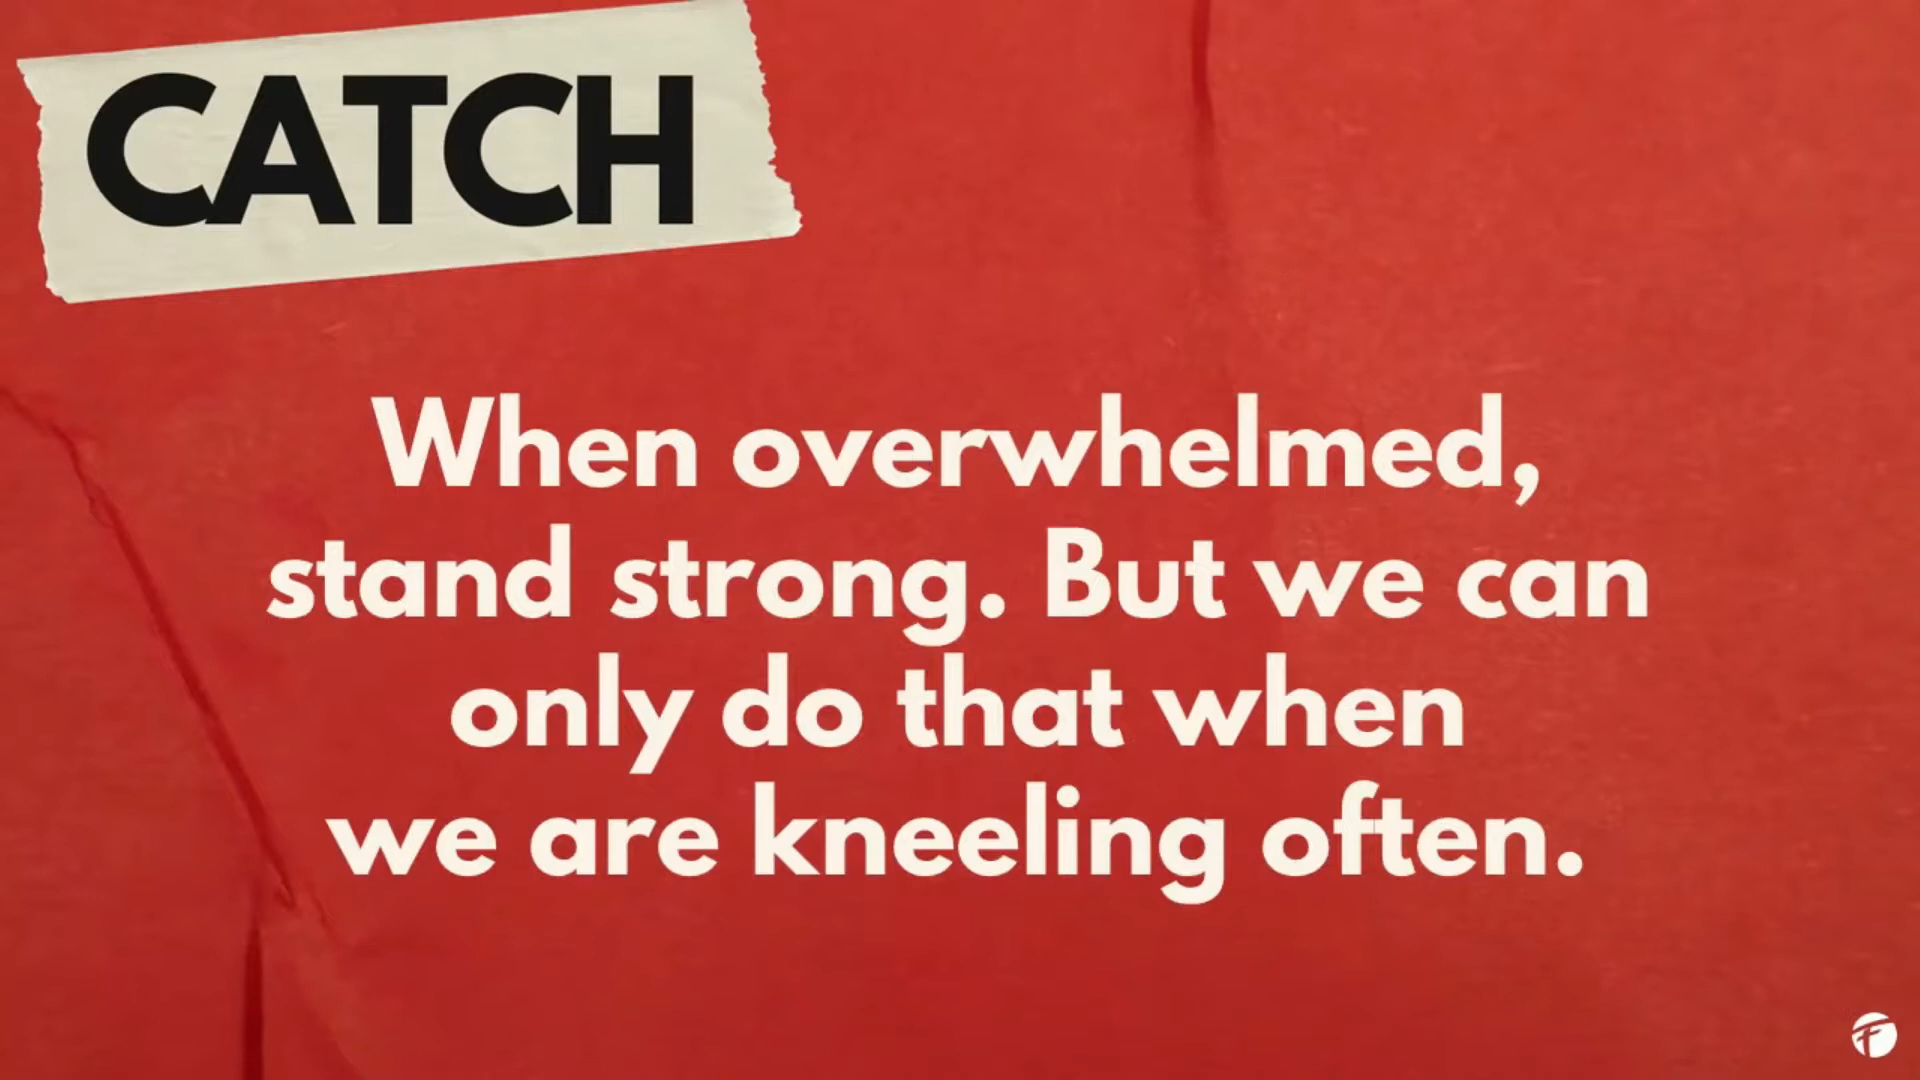 CATCH
When overwhelmed,
stand strong. But we can
only do that when
we are kneeling often.